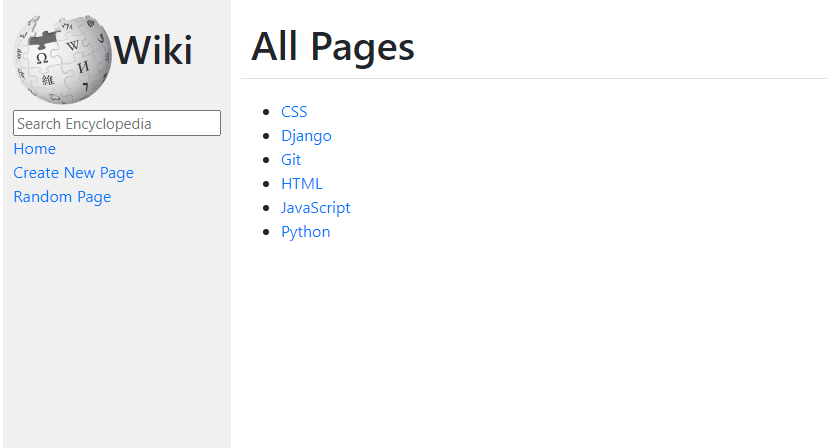 Wiki
Search Encyclopedia
Home
Create New Page
Random Page
All Pages
CSS
Django
Git
HTML
JavaScript
Python